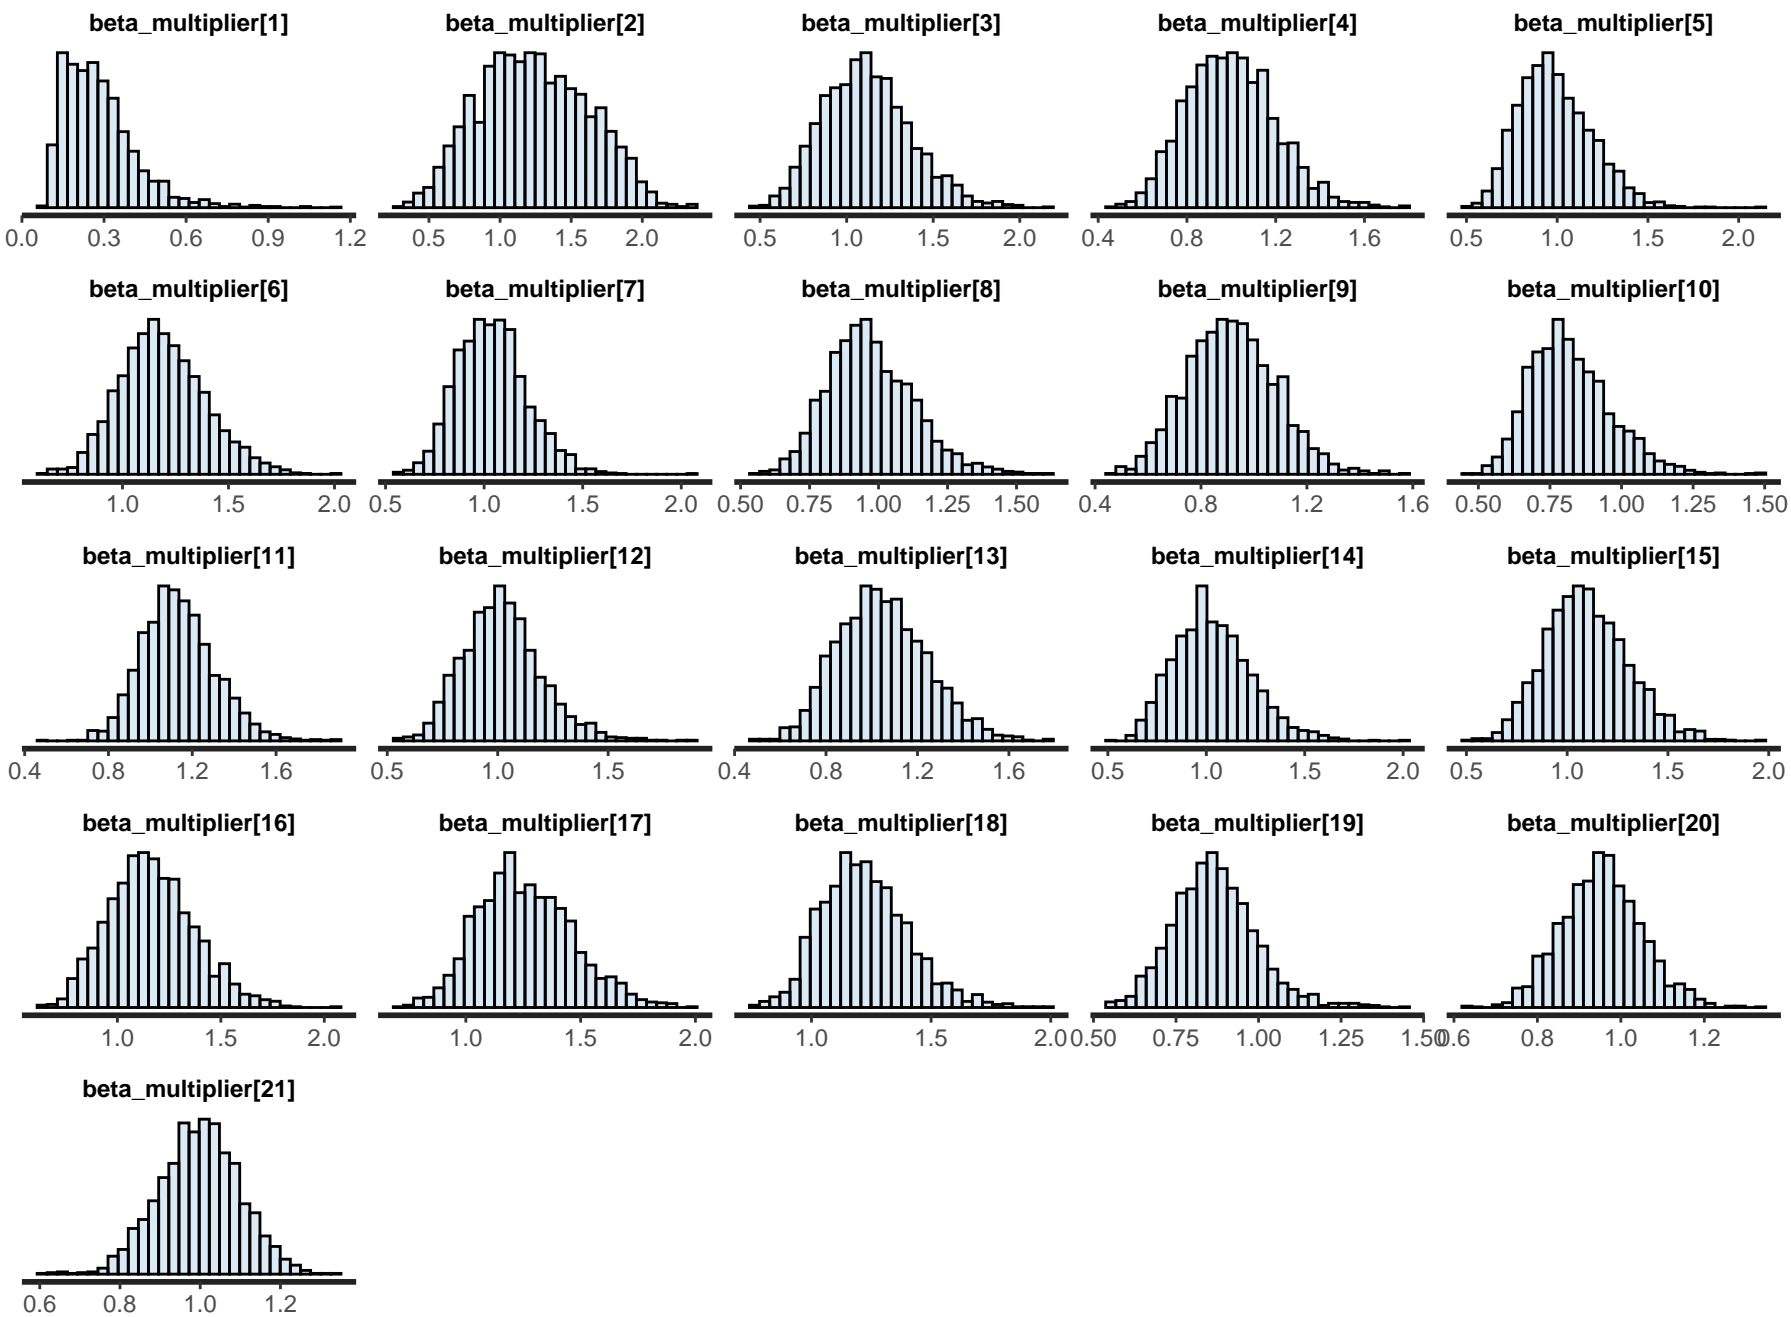 beta_multiplier[1] beta_multiplier[2] beta_multiplier[3] beta_multiplier[4] beta_multiplier[5]
0.0 0.3 0.6 0.9 1.2 0.5 1.0 1.5 2.0 0.5 1.0 1.5 2.0 0.4 0.8 1.2 1.6 0.5 1.0 1.5 2.0
beta_multiplier[6] beta_multiplier[7] beta_multiplier[8] beta_multiplier[9] beta_multiplier[10]
1.0 1.5 2.0 0.5 1.0 1.5 2.0 0.50 0.75 1.00 1.25 1.50 0.4 0.8 1.2 1.6 0.50 0.75 1.00 1.25 1.50
beta_multiplier[11] beta_multiplier[12] beta_multiplier[13] beta_multiplier[14] beta_multiplier[15]
0.4 0.8 1.2 1.6 0.5 1.0 1.5 0.4 0.8 1.2 1.6 0.5 1.0 1.5 2.0 0.5 1.0 1.5 2.0
beta_multiplier[16] beta_multiplier[17] beta_multiplier[18] beta_multiplier[19] beta_multiplier[20]
1.0 1.5 2.0 1.0 1.5 2.0 1.0 1.5 2.0 0.50 0.75 1.00 1.25 1.50 0.6 0.8 1.0 1.2
beta_multiplier[21]
0.6 0.8 1.0 1.2